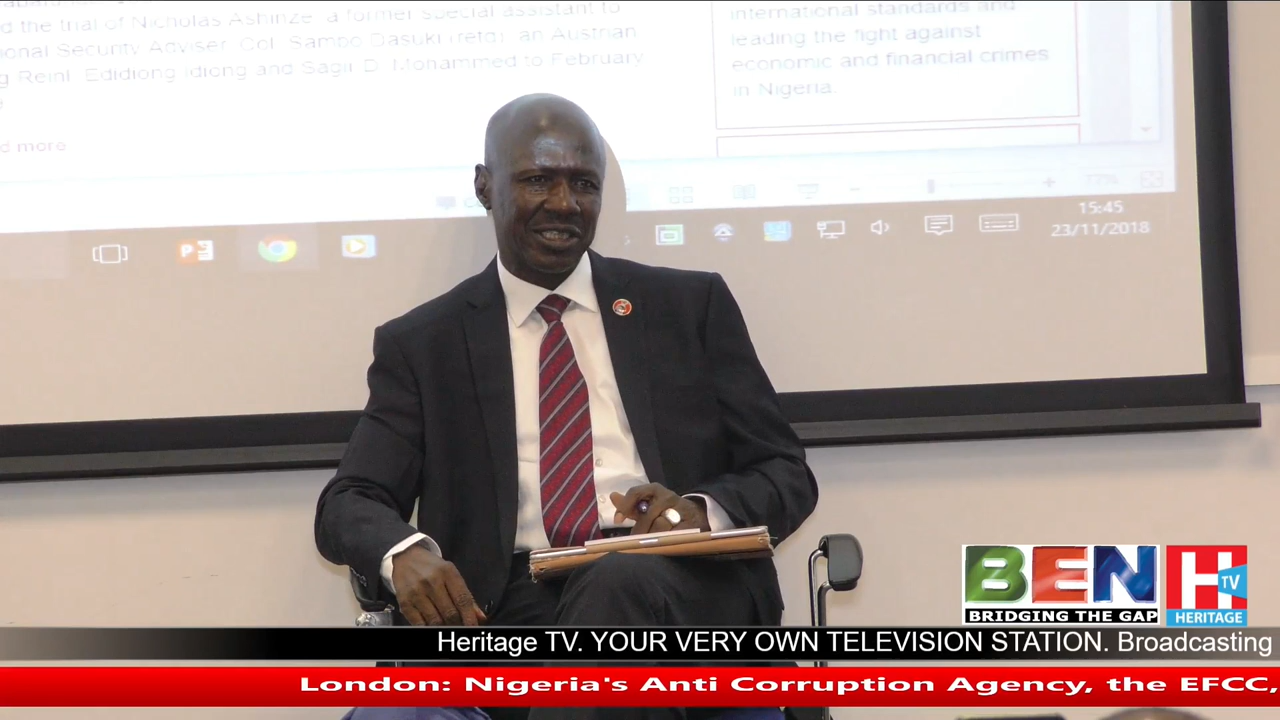 d the trial of Nicholas Ashinze, a former special assistant to
onal Security Adviser, Col. Sambo Dasuki (retd), an Austrian
g Reinl, Edidiong Idiong and Sagir D. Mohammed to February
d more
international standards and
leading the fight against
economic and financial crimes
in Nigeria.
15:45
23/11/2018
BEN
BRIDGING THE GAP
H TV
HERITAGE
Heritage TV. YOUR VERY OWN TELEVISION STATION. Broadcasting
London: Nigeria's Anti Corruption Agency, the EFCC,